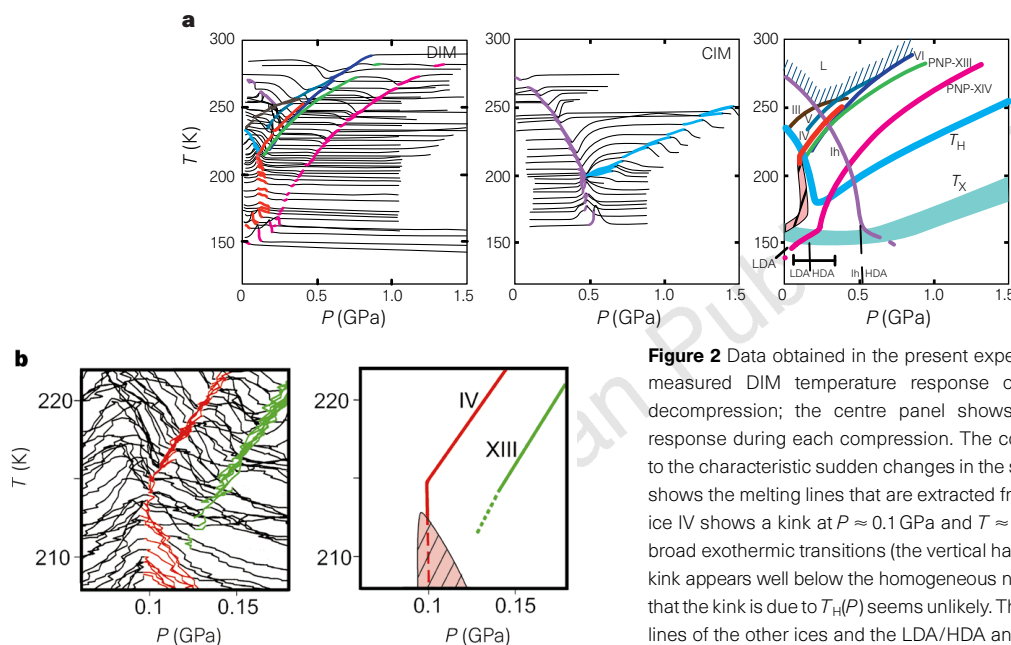 a
300
250
200
150
T (K)
0 0.5 1.0 1.5
P (GPa)
DIM
300
250
200
150
0 0.5 1.0 1.5
P (GPa)
CIM
300
250
200
150
L
VI
PNP-XIII
PNP-XIV
III
V
IV
Ih
TH
TX
LDA
LDA HDA
Ih HDA
0 0.5 1.0 1.5
P (GPa)
b
220
210
T (K)
0.1 0.15
P (GPa)
220
210
IV
XIII
0.1 0.15
P (GPa)
Figure 2 Data obtained in the present expe
measured DIM temperature response o
decompression; the centre panel shows
response during each compression. The co
to the characteristic sudden changes in the s
shows the melting lines that are extracted fr
ice IV shows a kink at P ≈ 0.1 GPa and T ≈
broad exothermic transitions (the vertical ha
kink appears well below the homogeneous n
that the kink is due to TH(P) seems unlikely. Th
lines of the other ices and the LDA/HDA an
an Pub